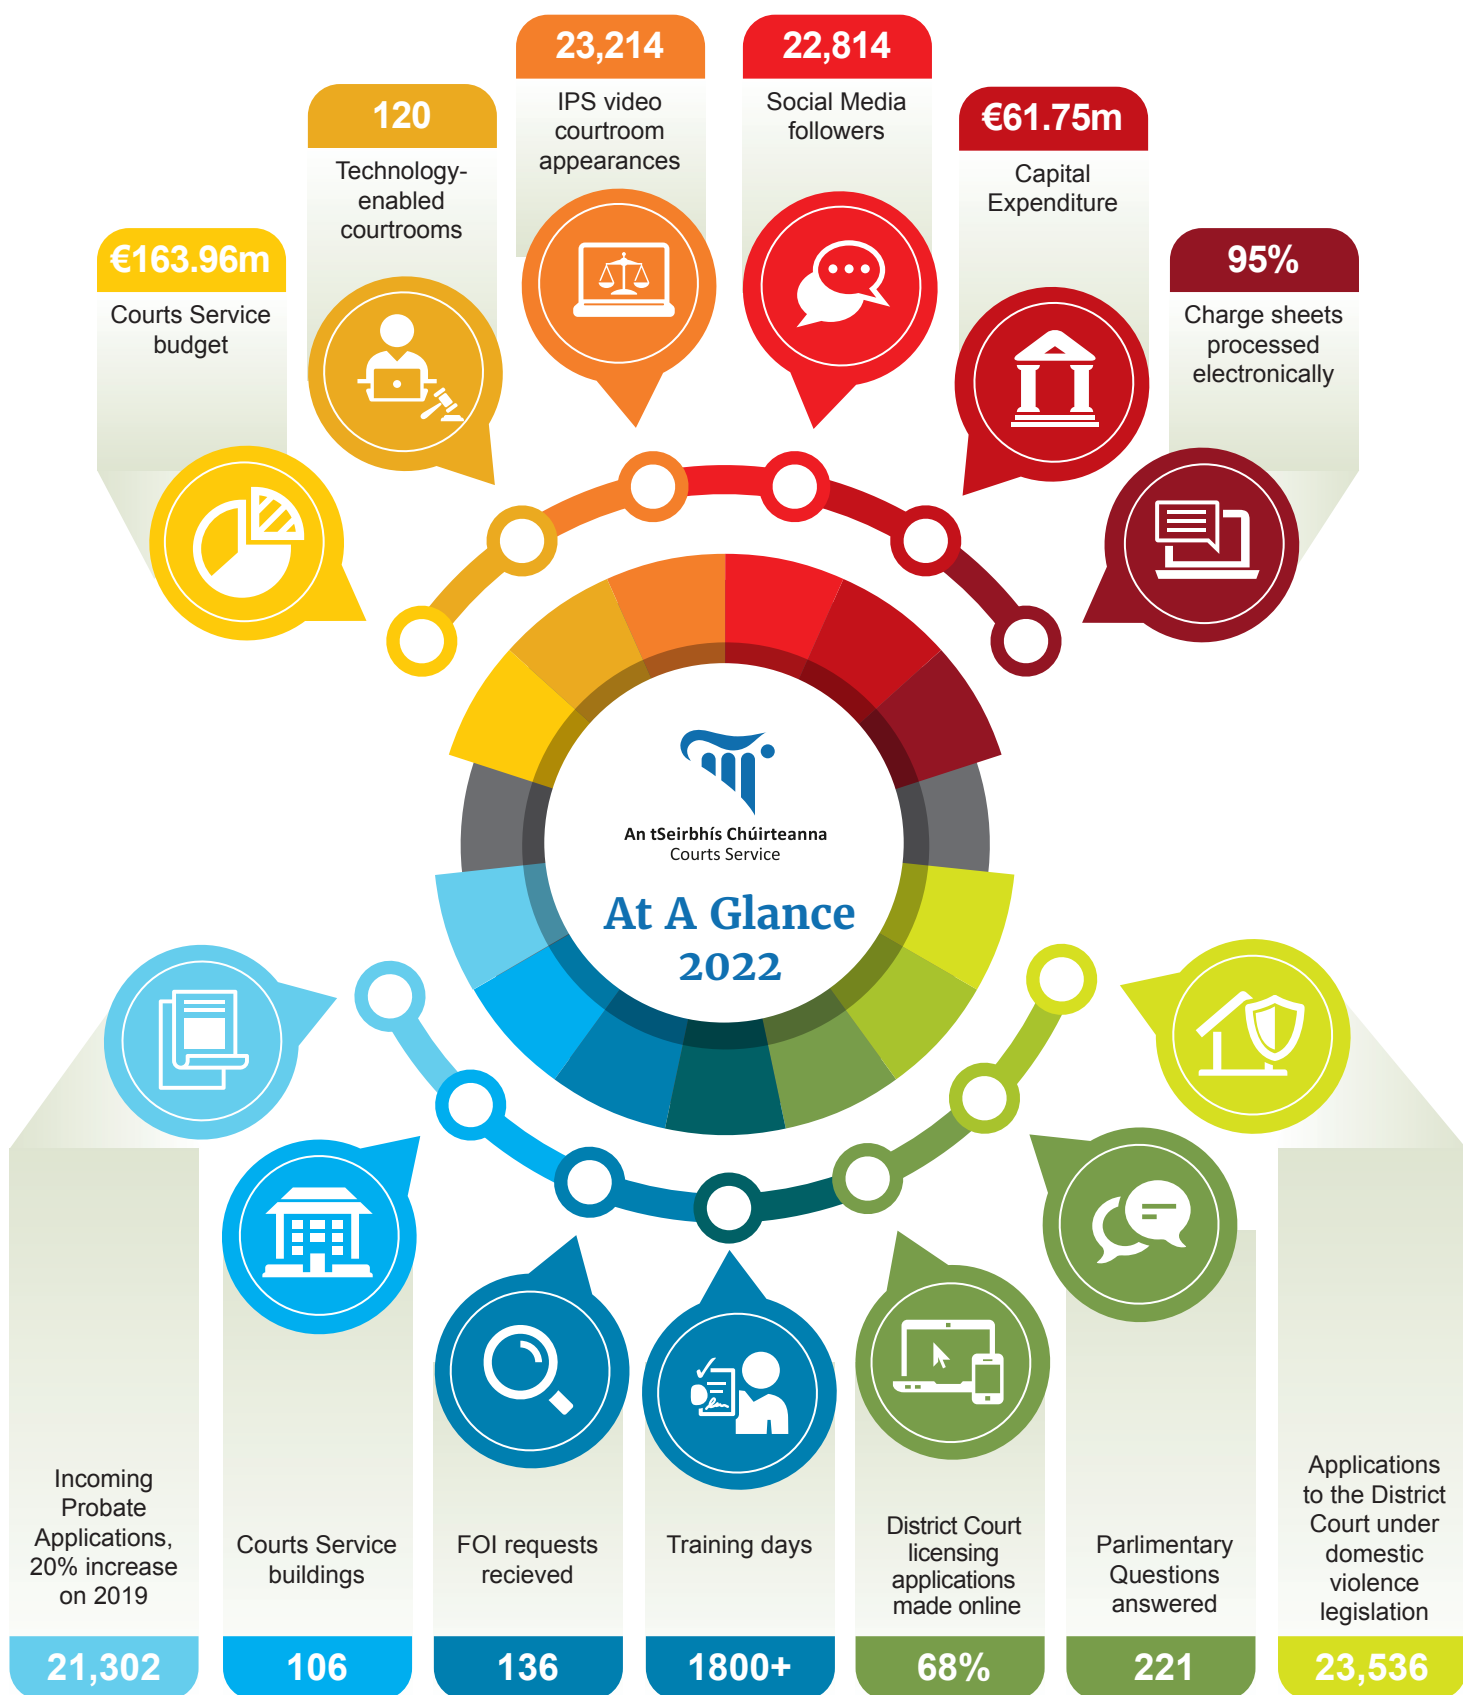 23,214
IPS video
courtroom
appearances
22,814
Social Media
followers
120
Technology-
enabled
courtrooms
€61.75m
Capital
Expenditure
€163.96m
Courts Service
budget
95%
Charge sheets
processed
electronically
An tSeirbhís Chúirteanna
Courts Service
At A Glance
2022
Incoming
Probate
Applications,
20% increase
on 2019
21,302
Courts Service
buildings
106
FOI requests
recieved
136
Training days
1800+
District Court
licensing
applications
made online
68%
Parlimentary
Questions
answered
221
Applications
to the District
Court under
domestic
violence
legislation
23,536